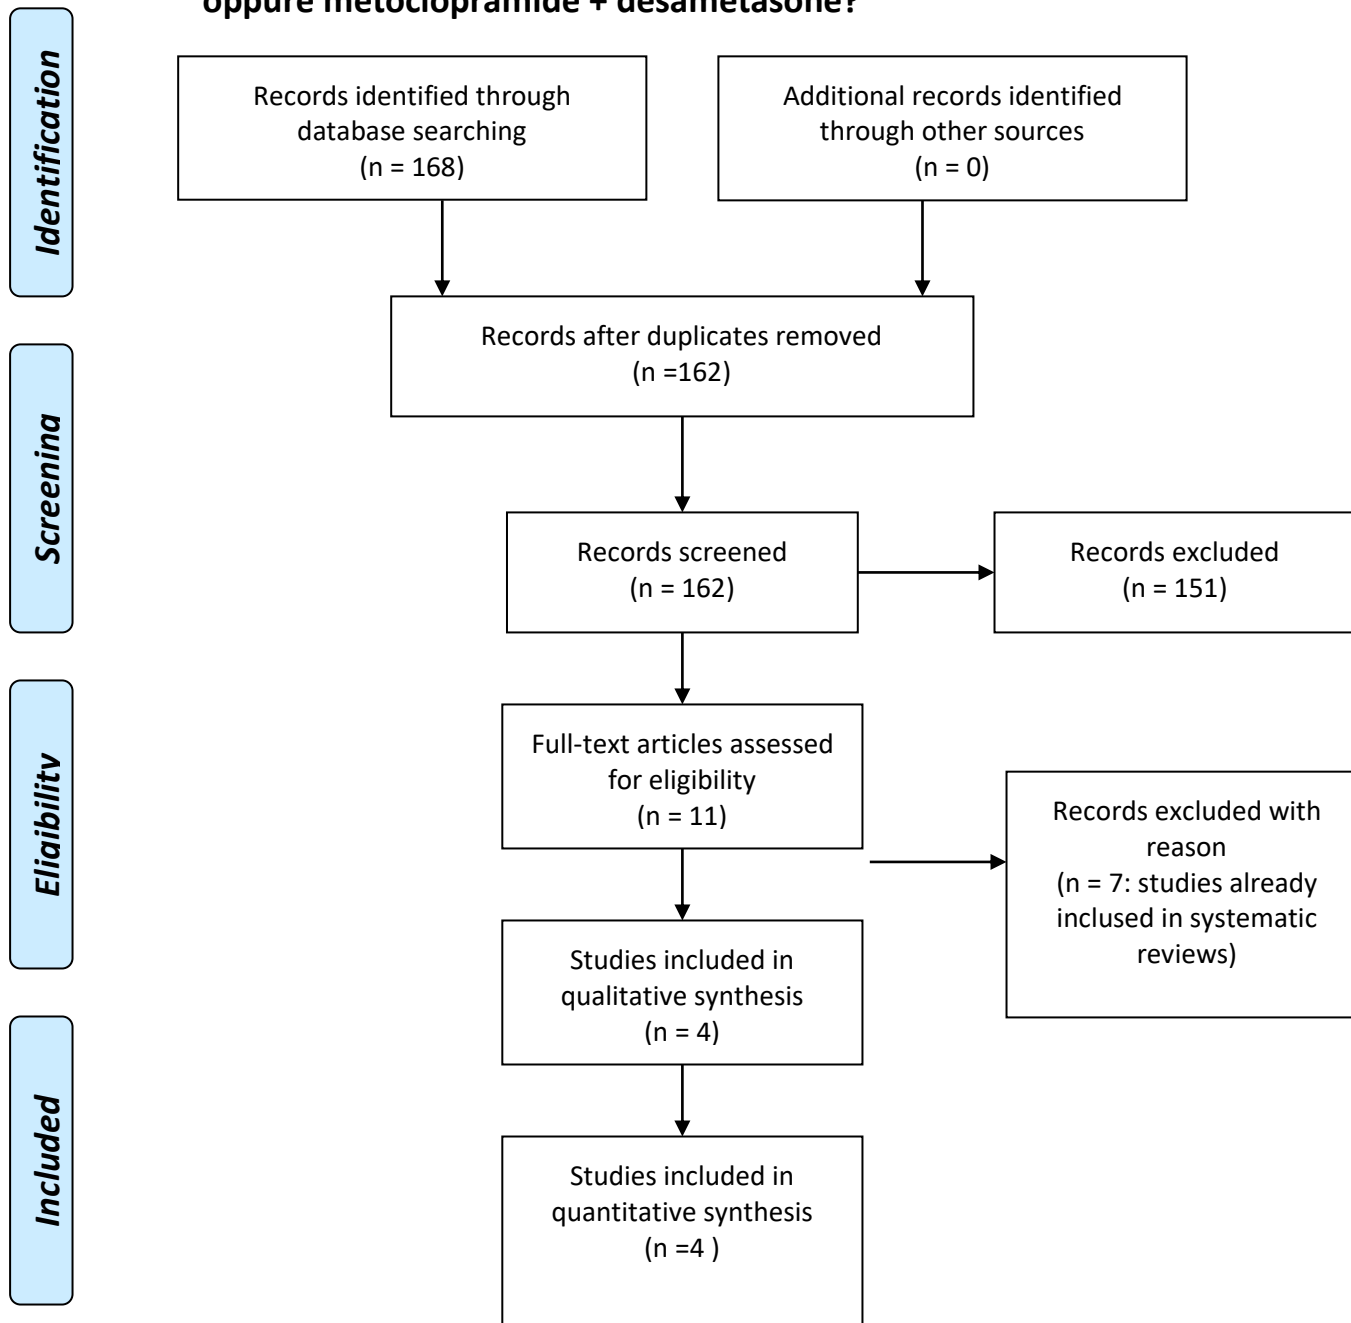 oppure metoclopramide + desametasone?
Identification
Records identified through
database searching
(n = 168)
Additional records identified
through other sources
(n = 0)
Records after duplicates removed
(n =162)
Screening
Records screened
(n = 162)
Records excluded
(n = 151)
Eligibility
Full-text articles assessed
for eligibility
(n = 11)
Records excluded with
reason
(n = 7: studies already
inclused in systematic
reviews)
Studies included in
qualitative synthesis
(n = 4)
Included
Studies included in
quantitative synthesis
(n =4 )